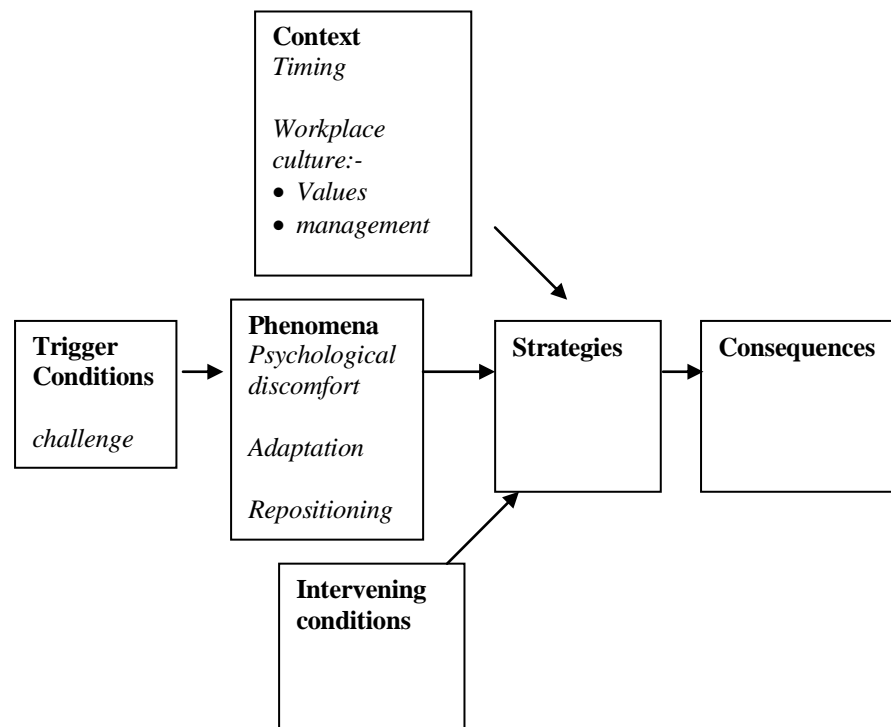 Context
Timing
Workplace
culture:-
• Values
• management
Trigger
Conditions
challenge
Phenomena
Psychological
discomfort
Adaptation
Repositioning
Strategies
Consequences
Intervening
conditions